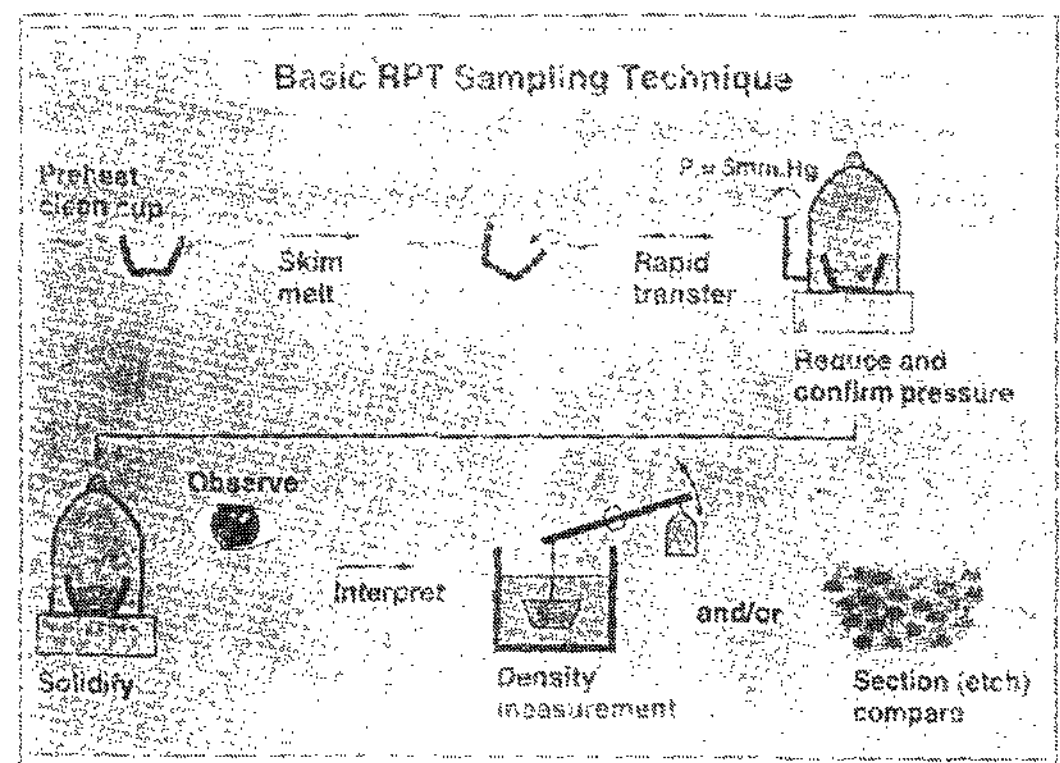 Basic RPT Sampling Technique
Preheat
clean cup
Skim
melt
Rapid
transfer
P = 5mm Hg
Reduce and
confirm pressure
Solidify
Observe
Interpret
Density
measurement
and/or
Section (etch)
compare